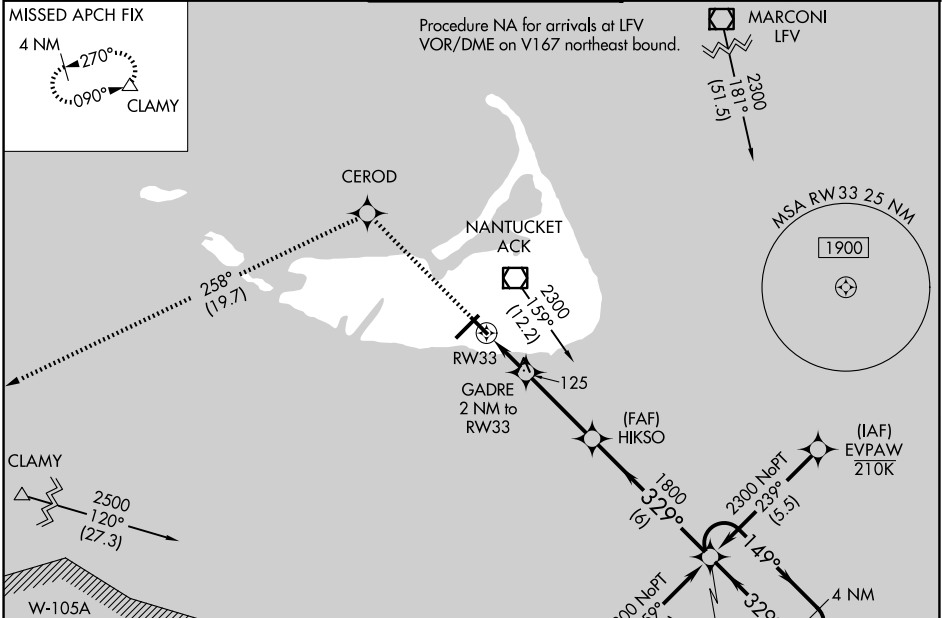 MISSED APCH FIX
4 NM
270°
090°
CLAMY
Procedure NA for arrivals at LFV
VOR/DME on V167 northeast bound.
MARCONI
LFV
2300
181°
(51.5)
CEROD
NANTUCKET
ACK
2300
159°
(12.2)
MSA RW33 25 NM
1900
258°
(19.7)
RW33
125
GADRE
2 NM to
RW33
(FAF)
HIKSO
(IAF)
EVPAW
210K
CLAMY
2500
120°
(27.3)
1800
329°
(6)
2300 NoPT
239°
(5.5)
149°
4 NM
W-105A
NoPT